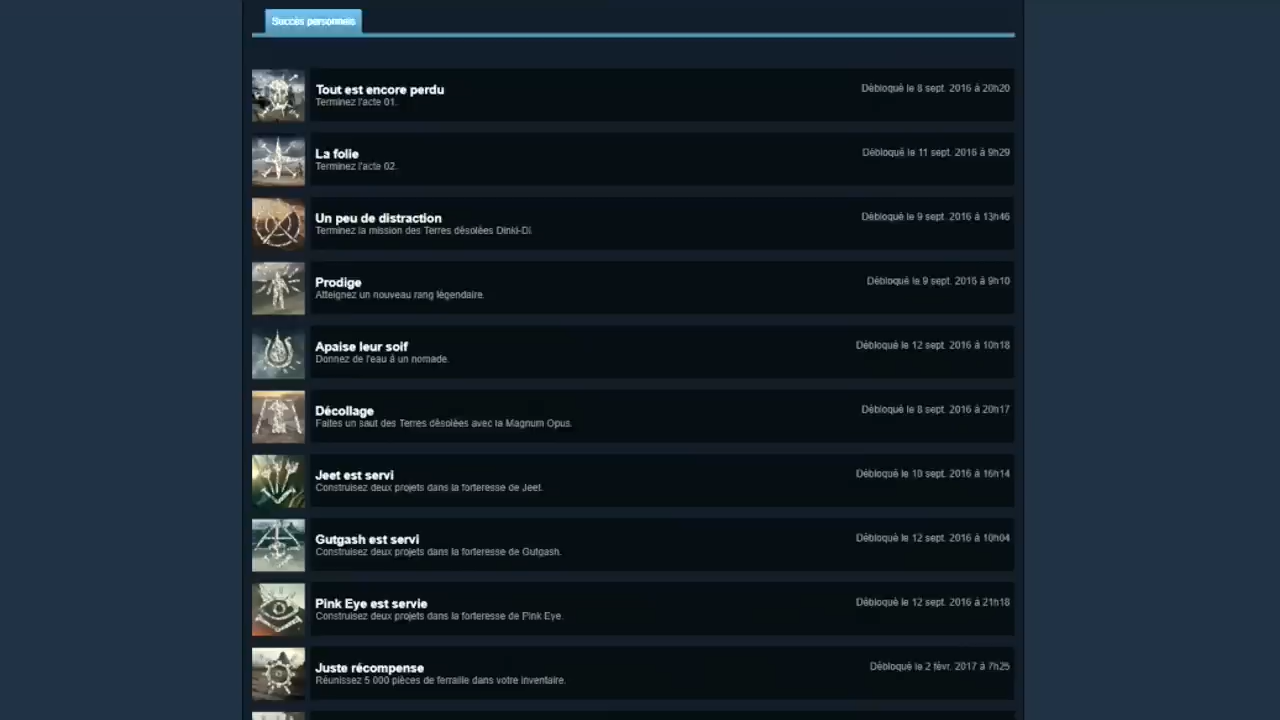 Succès personnels
Tout est encore perdu
Terminez l'acte 01.
Débloqué le 8 sept. 2016 à 20h20
La folie
Terminez l'acte 02.
Débloqué le 11 sept. 2016 à 9h29
Un peu de distraction
Terminez la mission des Terres désolées Dinki-Di.
Débloqué le 9 sept. 2016 à 13h46
Prodige
Atteignez un nouveau rang légendaire.
Débloqué le 9 sept. 2016 à 9h10
Apaise leur soif
Donnez de l'eau à un nomade.
Débloqué le 12 sept. 2016 à 10h18
Décollage
Faites un saut des Terres désolées avec la Magnum Opus.
Débloqué le 8 sept. 2016 à 20h17
Jeet est servi
Construisez deux projets dans la forteresse de Jeet.
Débloqué le 10 sept. 2016 à 16h14
Gutgash est servi
Construisez deux projets dans la forteresse de Gutgash.
Débloqué le 12 sept. 2016 à 10h04
Pink Eye est servie
Construisez deux projets dans la forteresse de Pink Eye.
Débloqué le 12 sept. 2016 à 21h18
Juste récompense
Réunissez 5 000 pièces de ferraille dans votre inventaire.
Débloqué le 2 févr. 2017 à 7h25